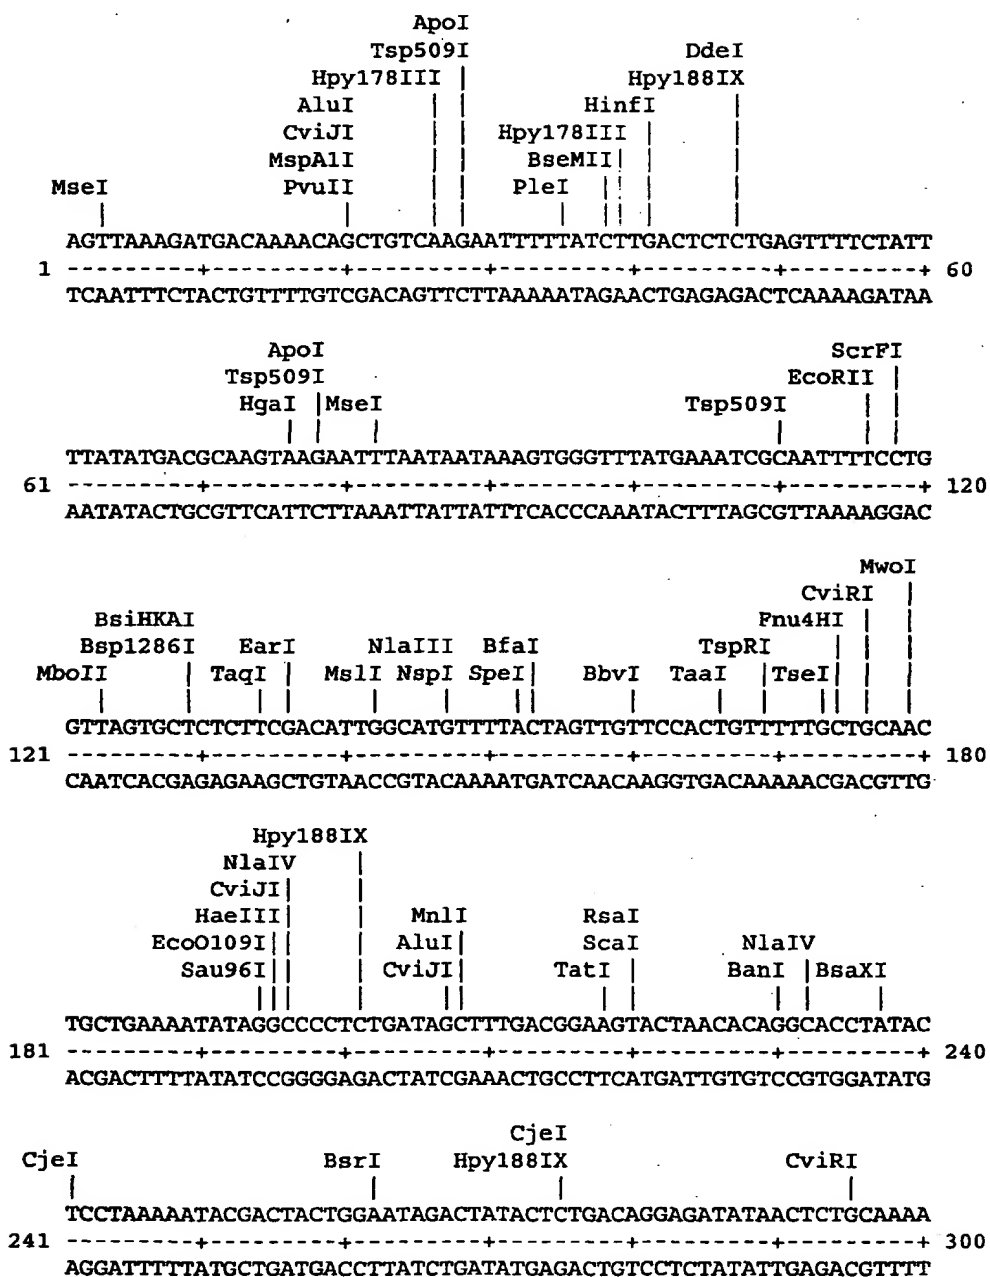 ApoI
Tsp509I DdeI
Hpy178III Hpy188IX
AluI HinfI
CviJI Hpy178III
MspA1I BseMII
MseI PvuII PleI
AGTTAAAGATGACAAAACAGCTGTCAAGAATTTTTATCTTGACTCTCTGAGTTTTCTATT
1 ---------+---------+---------+---------+---------+---------+ 60
TCAATTTCTACTGTTTTGTCGACAGTTCTTAAAAATAGAACTGAGAGACTCAAAAGATAA
ApoI ScrFI
Tsp509I EcoRII
HgaI MseI Tsp509I
TTATATGACGCAAGTAAGAATTTAATAATAAAGTGGGTTTATGAAATCGCAATTTTCCTG
61 ---------+---------+---------+---------+---------+---------+ 120
AATATACTGCGTTCATTCTTAAATTATTATTTCACCCAAATACTTTAGCGTTAAAAGGAC
MwoI
CviRI
BsiHKAI Fnu4HI
Bsp1286I EarI NlaIII BfaI TspRI
MboII TaqI MslI NspI SpeI BbvI TaaI TseI
GTTAGTGCTCTCTTCGACATTGGCATGTTTTACTAGTTGTTCCACTGTTTTTGCTGCAAC
121 ---------+---------+---------+---------+---------+---------+ 180
CAATCACGAGAGAAGCTGTAACCGTACAAAATGATCAACAAGGTGACAAAAACGACGTTG
Hpy188IX
NlaIV
CviJI
HaeIII MnlI RsaI
EcoO109I AluI ScaI NlaIV
Sau96I CviJI TatI BanI BsaXI
TGCTGAAAATATAGGCCCCTCTGATAGCTTTGACGGAAGTACTAACACAGGCACCTATAC
181 ---------+---------+---------+---------+---------+---------+ 240
ACGACTTTTATATCCGGGGAGACTATCGAAACTGCCTTCATGATTGTGTCCGTGGATATG
CjeI
CjeI BsrI Hpy188IX CviRI
TCCTAAAAATACGACTACTGGAATAGACTATACTCTGACAGGAGATATAACTCTGCAAAA
241 ---------+---------+---------+---------+---------+---------+ 300
AGGATTTTTATGCTGATGACCTTATCTGATATGAGACTGTCCTCTATATTGAGACGTTTT